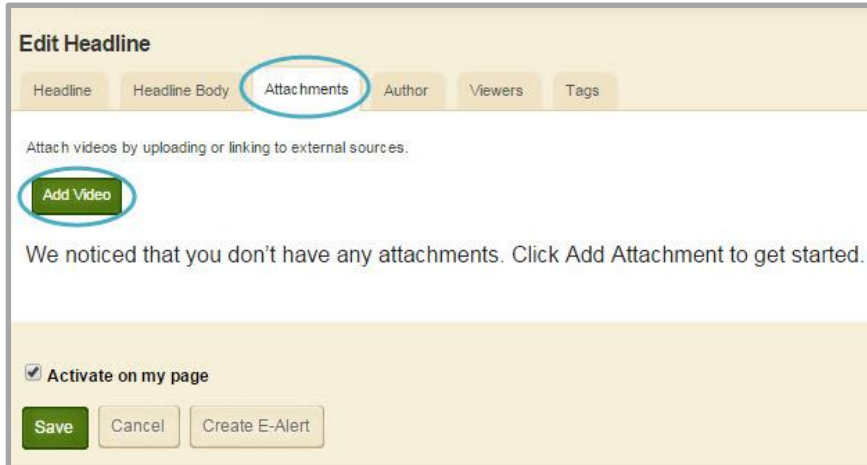 Edit Headline
Headline Headline Body Attachments Author Viewers Tags
Attach videos by uploading or linking to external sources.
Add Video
We noticed that you don't have any attachments. Click Add Attachment to get started.
Activate on my page
Save Cancel Create E-Alert